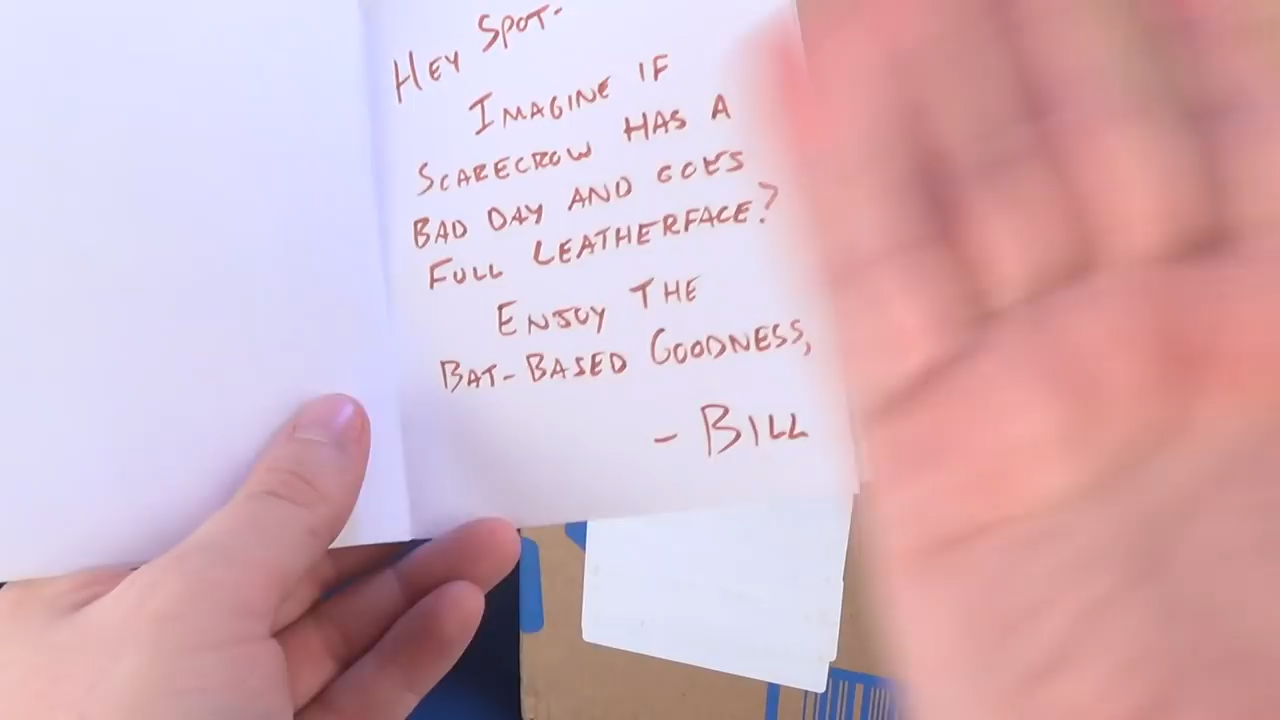 HEY SPOT-
IMAGINE IF
SCARECROW HAS A
BAD DAY AND GOES
FULL LEATHERFACE?
ENJOY THE
BAT-BASED GOODNESS,
- BILL